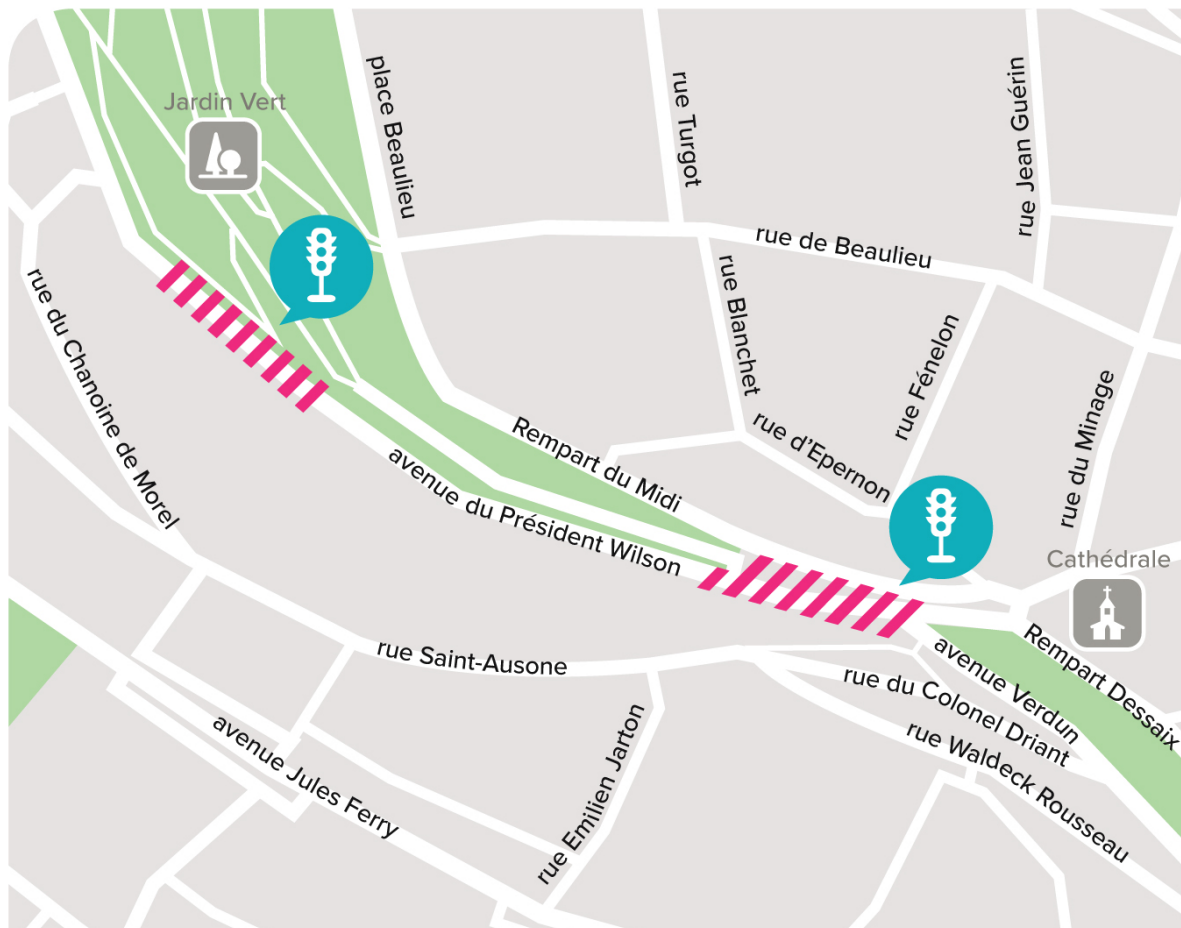 Jardin Vert
place Beaulieu
rue Turgot
rue Jean Guérin
rue de Beaulieu
rue du Chanoine de Morel
rue Blanchet
rue Fénelon
rue du Minage
rue d'Epernon
Rempart du Midi
avenue du Président Wilson
Cathédrale
rue Saint-Ausone
avenue Verdun
Rempart Dessaix
rue du Colonel Driant
rue Waldeck Rousseau
avenue Jules Ferry
rue Emilien Jarton